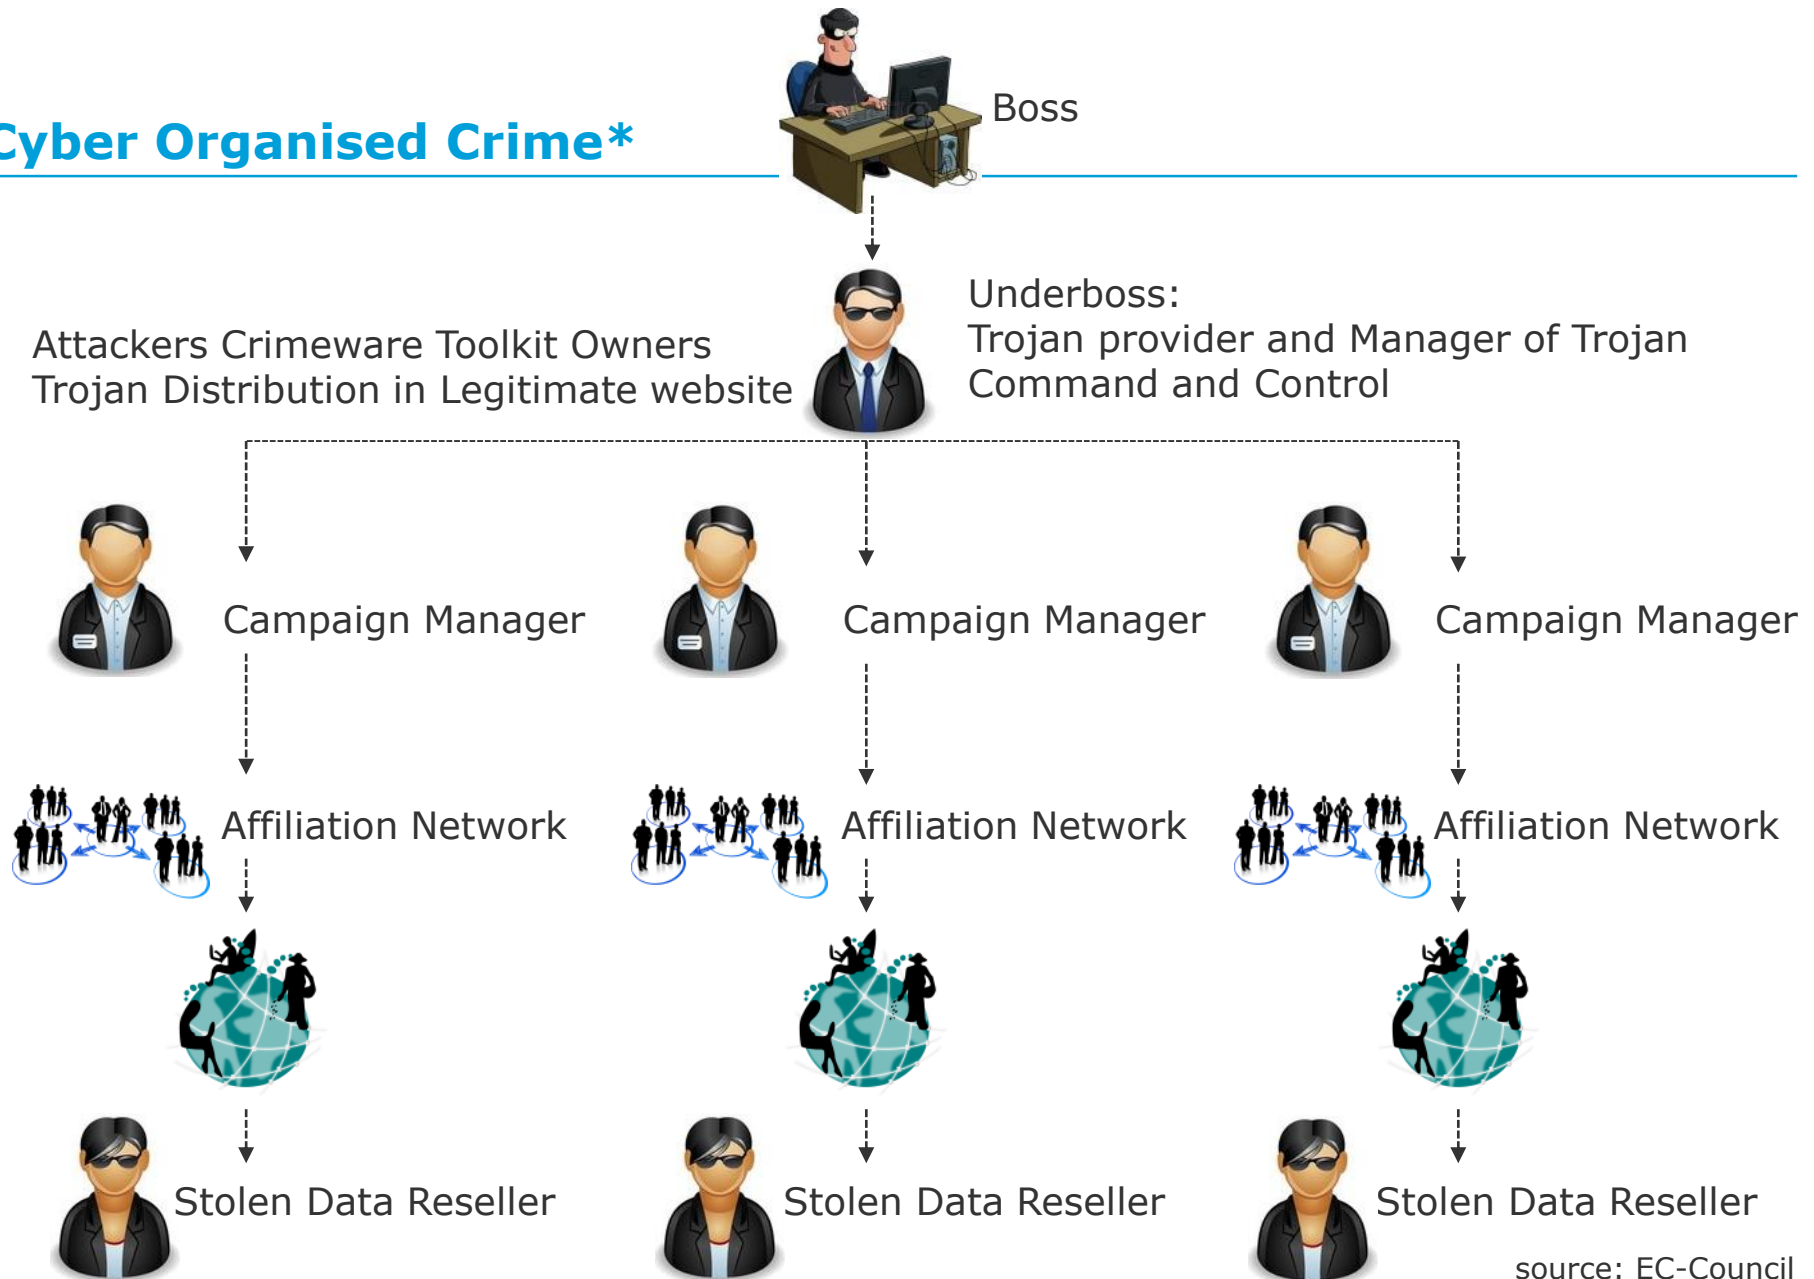 Boss
Cyber Organised Crime*
Underboss:
Trojan provider and Manager of Trojan
Command and Control
Attackers Crimeware Toolkit Owners
Trojan Distribution in Legitimate website
Campaign Manager
Campaign Manager
Campaign Manager
Affiliation Network
Affiliation Network
Affiliation Network
Stolen Data Reseller
Stolen Data Reseller
Stolen Data Reseller
source: EC-Council